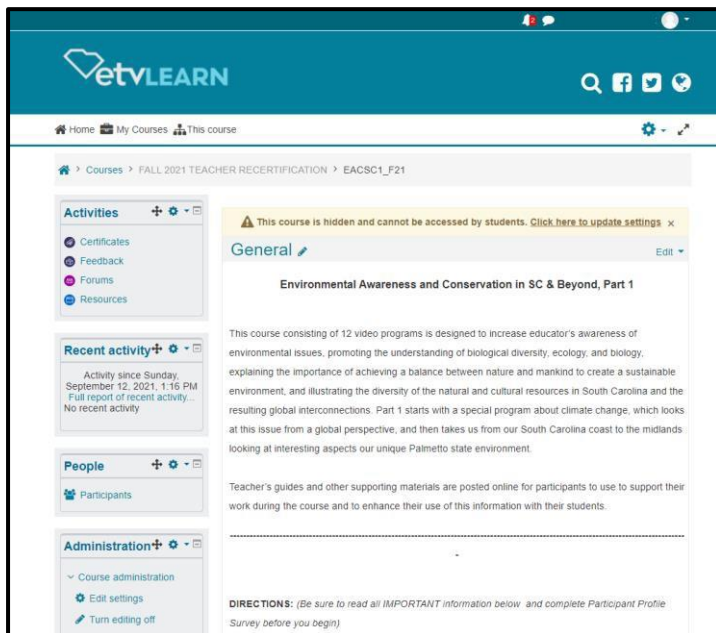 2
etvLEARN
Home My Courses This course
Courses > FALL 2021 TEACHER RECERTIFICATION > EACSC1_F21
Activities
Certificates
Feedback
Forums
Resources
Recent activity
Activity since Sunday,
September 12, 2021, 1:16 PM
Full report of recent activity...
No recent activity
People
Participants
Administration
Course administration
Edit settings
Turn editing off
This course is hidden and cannot be accessed by students. Click here to update settings ×
General Edit
Environmental Awareness and Conservation in SC & Beyond, Part 1
This course consisting of 12 video programs is designed to increase educator's awareness of
environmental issues, promoting the understanding of biological diversity, ecology, and biology,
explaining the importance of achieving a balance between nature and mankind to create a sustainable
environment, and illustrating the diversity of the natural and cultural resources in South Carolina and the
resulting global interconnections. Part 1 starts with a special program about climate change, which looks
at this issue from a global perspective, and then takes us from our South Carolina coast to the midlands
looking at interesting aspects our unique Palmetto state environment.
Teacher's guides and other supporting materials are posted online for participants to use to support their
work during the course and to enhance their use of this information with their students.
DIRECTIONS: (Be sure to read all IMPORTANT information below and complete Participant Profile
Survey before you begin)